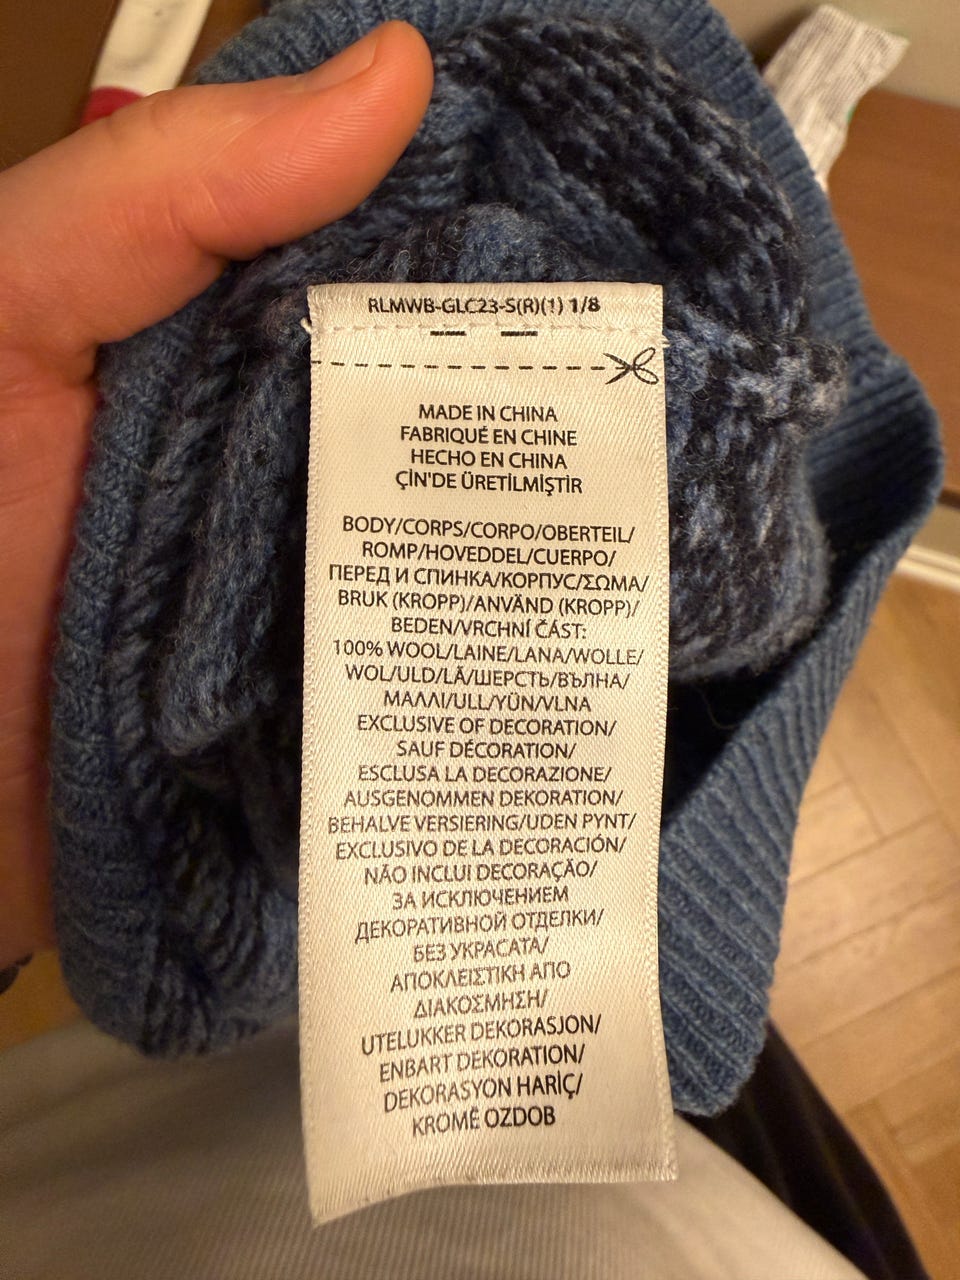 RLMWB-GLC23-S(R)(1) 1/8
MADE IN CHINA
FABRIQUÉ EN CHINE
HECHO EN CHINA
ÇİN'DE ÜRETİLMİŞTİR
BODY/CORPS/CORPO/OBERTEIL/
ROMP/HOVEDDEL/CUERPO/
ПЕРЕД И СПИНКА/КОРПУС/ΣΩΜΑ/
BRUK (KROPP)/ANVÄND (KROPP)/
BEDEN/VRCHNÍ ČÁST:
100% WOOL/LAINE/LANA/WOLLE/
WOL/ULD/LÃ/ШЕРСТЬ/ВЪЛНА/
ΜΑΛΛΙ/ULL/YÜN/VLNA
EXCLUSIVE OF DECORATION/
SAUF DÉCORATION/
ESCLUSA LA DECORAZIONE/
AUSGENOMMEN DEKORATION/
BEHALVE VERSIERING/UDEN PYNT/
EXCLUSIVO DE LA DECORACIÓN/
NÃO INCLUI DECORAÇÃO/
ЗА ИСКЛЮЧЕНИЕМ
ДЕКОРАТИВНОЙ ОТДЕЛКИ/
БЕЗ УКРАСАТА/
ΑΠΟΚΛΕΙΣΤΙΚΗ ΑΠΟ
ΔΙΑΚΟΣΜΗΣΗ/
UTELUKKER DEKORASJON/
ENBART DEKORATION/
DEKORASYON HARİÇ/
KROMĚ OZDOB